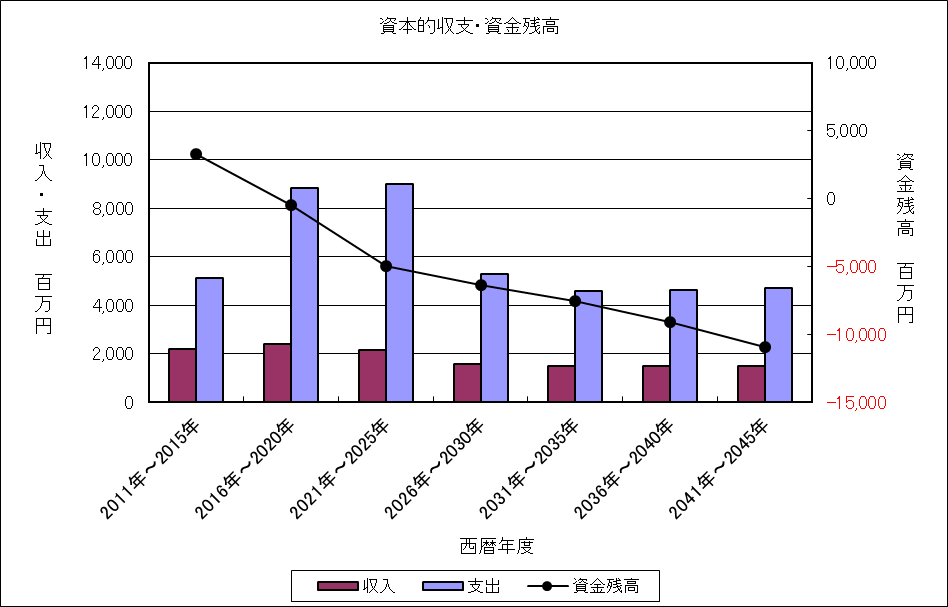 資本的収支・資金残高
収入・支出 百万円
14,000
12,000
10,000
8,000
6,000
4,000
2,000
0
10,000
5,000
0
−5,000
−10,000
−15,000
資金残高 百万円
2011年～2015年
2016年～2020年
2021年～2025年
2026年～2030年
2031年～2035年
2036年～2040年
2041年～2045年
西暦年度
収入 支出 資金残高